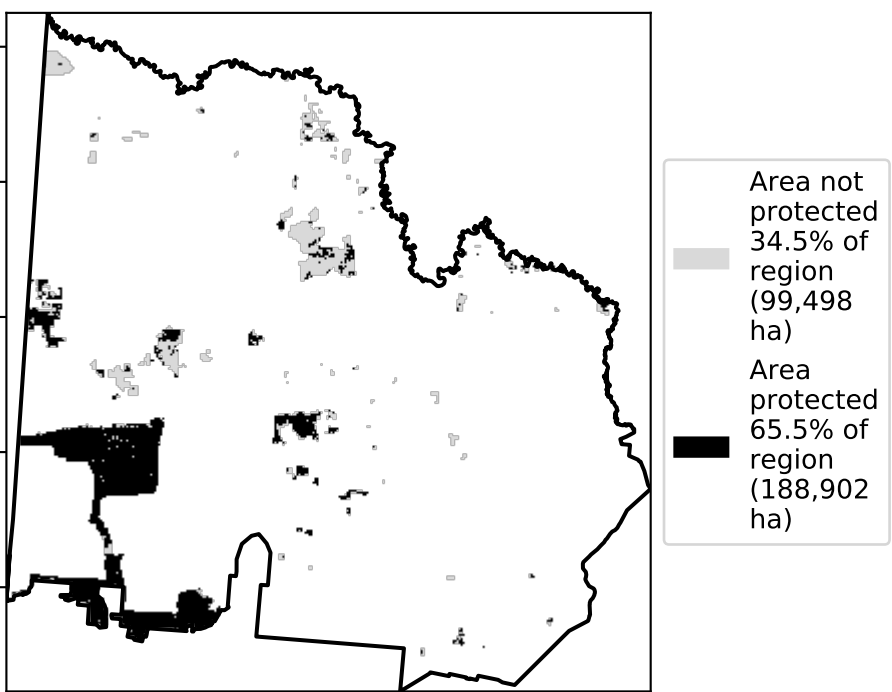 Area not
protected
34.5% of
region
(99,498
ha)
Area
protected
65.5% of
region
(188,902
ha)